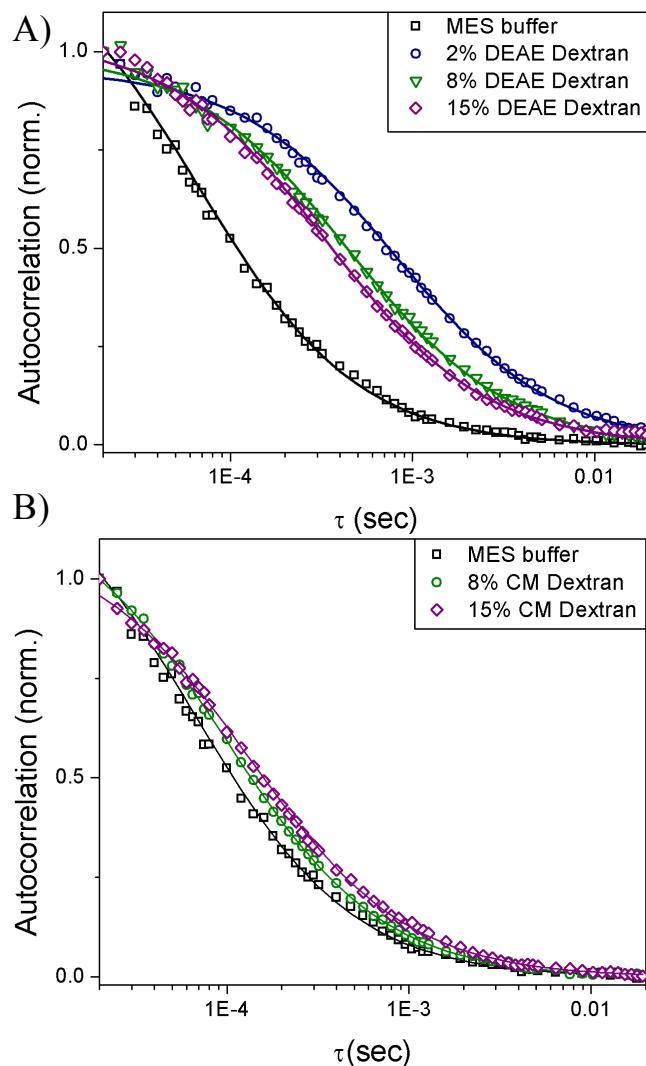 A)
MES buffer
2% DEAE Dextran
8% DEAE Dextran
15% DEAE Dextran
Autocorrelation (norm.)
1.0
0.5
0.0
1E-4
1E-3
0.01
τ (sec)
B)
MES buffer
8% CM Dextran
15% CM Dextran
Autocorrelation (norm.)
1.0
0.5
0.0
1E-4
1E-3
0.01
τ(sec)